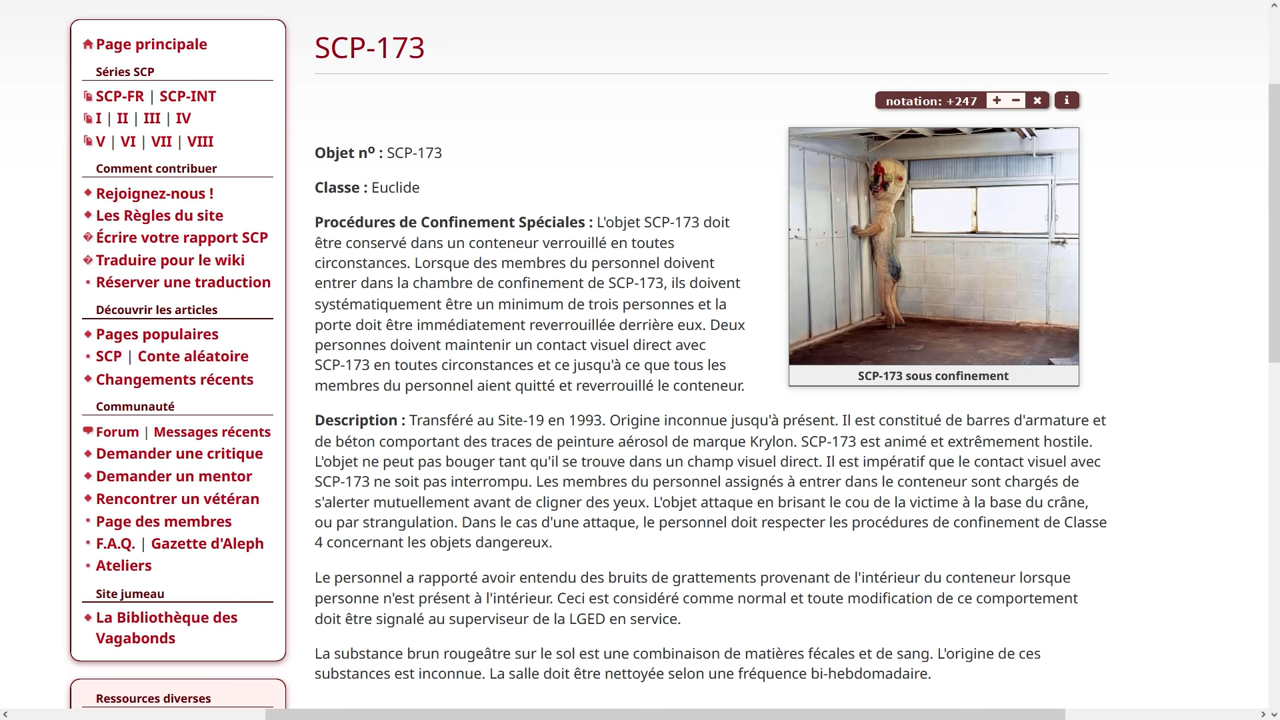 Page principale
Séries SCP
SCP-FR | SCP-INT
I | II | III | IV
V | VI | VII | VIII
Comment contribuer
Rejoignez-nous !
Les Règles du site
Écrire votre rapport SCP
Traduire pour le wiki
Réserver une traduction
Découvrir les articles
Pages populaires
SCP | Conte aléatoire
Changements récents
Communauté
Forum | Messages récents
Demander une critique
Demander un mentor
Rencontrer un vétéran
Page des membres
F.A.Q. | Gazette d'Aleph
Ateliers
Site jumeau
La Bibliothèque des
Vagabonds
Ressources diverses
SCP-173
notation: +247 + − × i
Objet nº : SCP-173
Classe : Euclide
Procédures de Confinement Spéciales : L'objet SCP-173 doit
être conservé dans un conteneur verrouillé en toutes
circonstances. Lorsque des membres du personnel doivent
entrer dans la chambre de confinement de SCP-173, ils doivent
systématiquement être un minimum de trois personnes et la
porte doit être immédiatement reverrouillée derrière eux. Deux
personnes doivent maintenir un contact visuel direct avec
SCP-173 en toutes circonstances et ce jusqu'à ce que tous les
membres du personnel aient quitté et reverrouillé le conteneur.
SCP-173 sous confinement
Description : Transféré au Site-19 en 1993. Origine inconnue jusqu'à présent. Il est constitué de barres d'armature et
de béton comportant des traces de peinture aérosol de marque Krylon. SCP-173 est animé et extrêmement hostile.
L'objet ne peut pas bouger tant qu'il se trouve dans un champ visuel direct. Il est impératif que le contact visuel avec
SCP-173 ne soit pas interrompu. Les membres du personnel assignés à entrer dans le conteneur sont chargés de
s'alerter mutuellement avant de cligner des yeux. L'objet attaque en brisant le cou de la victime à la base du crâne,
ou par strangulation. Dans le cas d'une attaque, le personnel doit respecter les procédures de confinement de Classe
4 concernant les objets dangereux.
Le personnel a rapporté avoir entendu des bruits de grattements provenant de l'intérieur du conteneur lorsque
personne n'est présent à l'intérieur. Ceci est considéré comme normal et toute modification de ce comportement
doit être signalé au superviseur de la LGED en service.
La substance brun rougeâtre sur le sol est une combinaison de matières fécales et de sang. L'origine de ces
substances est inconnue. La salle doit être nettoyée selon une fréquence bi-hebdomadaire.